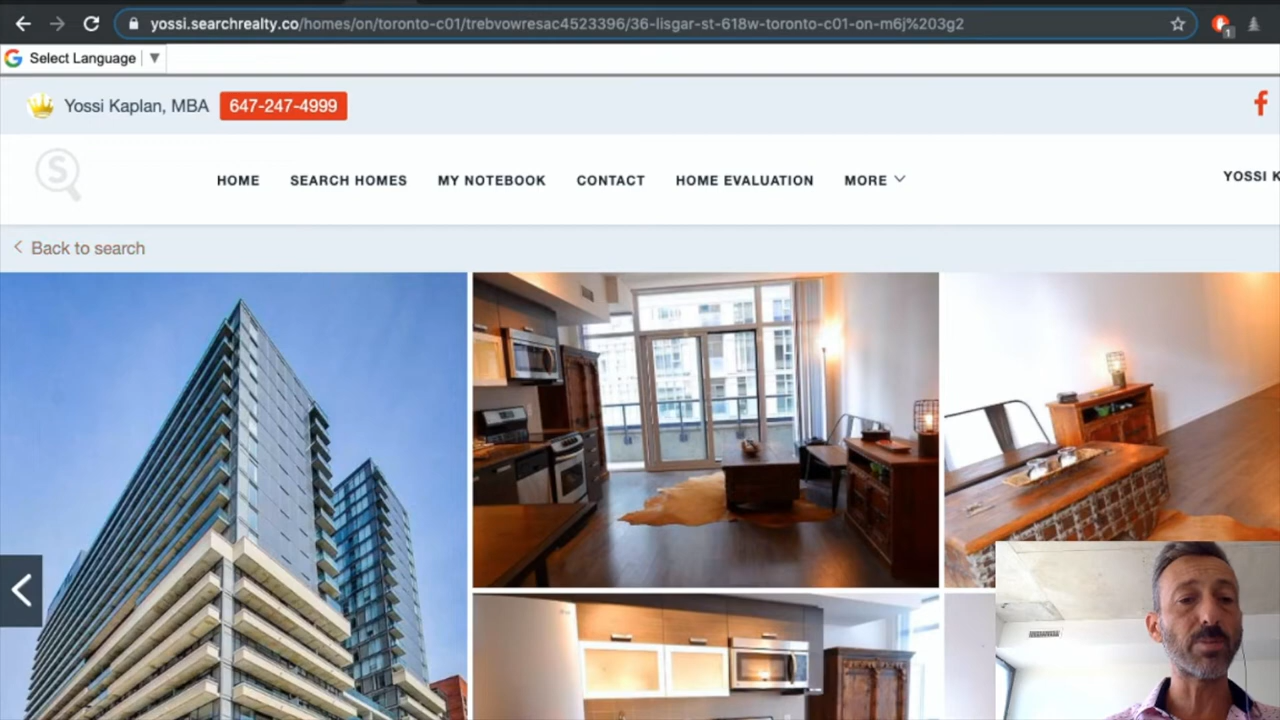 yossi.searchrealty.co/homes/on/toronto-c01/trebvowresac4523396/36-lisgar-st-618w-toronto-c01-on-m6j%203g2
1
G Select Language ▼
Yossi Kaplan, MBA 647-247-4999
f
S
HOME SEARCH HOMES MY NOTEBOOK CONTACT HOME EVALUATION MORE
YOSSI K
Back to search